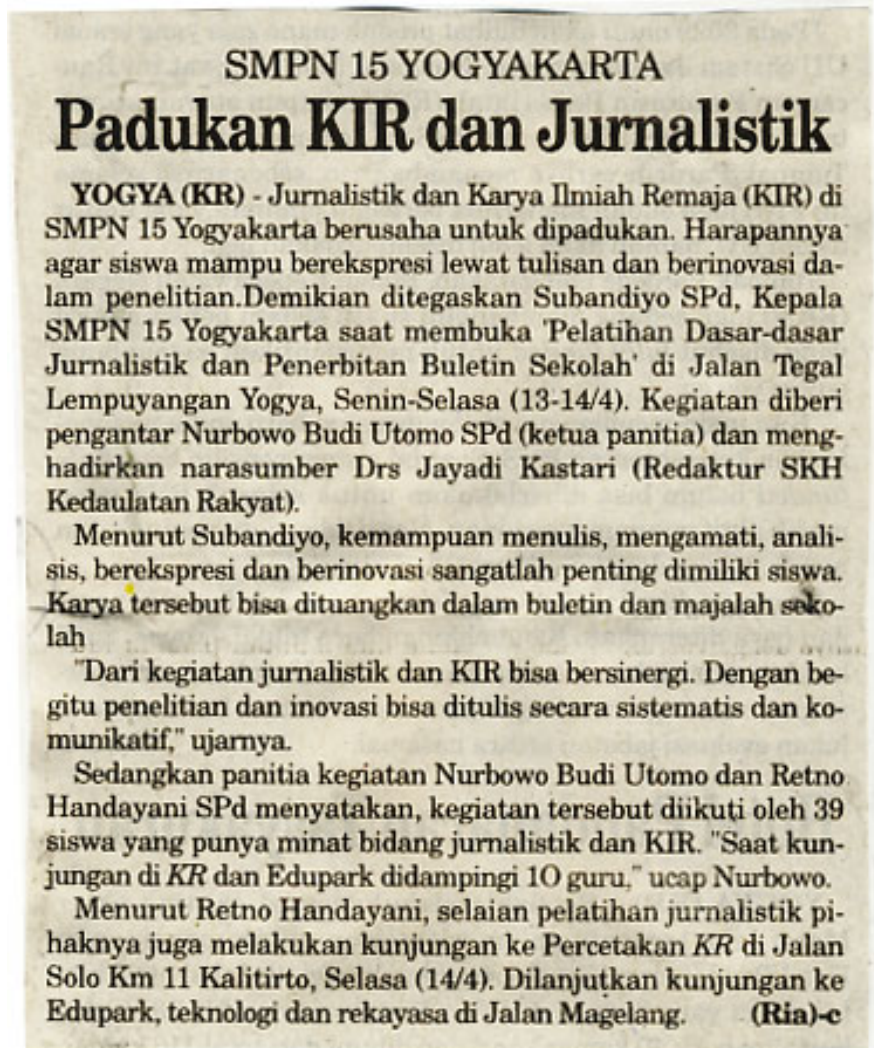 SMPN 15 YOGYAKARTA
Padukan KIR dan Jurnalistik
YOGYA (KR) - Jurnalistik dan Karya Ilmiah Remaja (KIR) di
SMPN 15 Yogyakarta berusaha untuk dipadukan. Harapannya
agar siswa mampu berekspresi lewat tulisan dan berinovasi da-
lam penelitian.Demikian ditegaskan Subandiyo SPd, Kepala
SMPN 15 Yogyakarta saat membuka 'Pelatihan Dasar-dasar
Jurnalistik dan Penerbitan Buletin Sekolah' di Jalan Tegal
Lempuyangan Yogya, Senin-Selasa (13-14/4). Kegiatan diberi
pengantar Nurbowo Budi Utomo SPd (ketua panitia) dan meng-
hadirkan narasumber Drs Jayadi Kastari (Redaktur SKH
Kedaulatan Rakyat).
Menurut Subandiyo, kemampuan menulis, mengamati, anali-
sis, berekspresi dan berinovasi sangatlah penting dimiliki siswa.
Karya tersebut bisa dituangkan dalam buletin dan majalah seko-
lah
"Dari kegiatan jurnalistik dan KIR bisa bersinergi. Dengan be-
gitu penelitian dan inovasi bisa ditulis secara sistematis dan ko-
munikatif," ujarnya.
Sedangkan panitia kegiatan Nurbowo Budi Utomo dan Retno
Handayani SPd menyatakan, kegiatan tersebut diikuti oleh 39
siswa yang punya minat bidang jurnalistik dan KIR. "Saat kun-
jungan di KR dan Edupark didampingi 10 guru," ucap Nurbowo.
Menurut Retno Handayani, selaian pelatihan jurnalistik pi-
haknya juga melakukan kunjungan ke Percetakan KR di Jalan
Solo Km 11 Kalitirto, Selasa (14/4). Dilanjutkan kunjungan ke
Edupark, teknologi dan rekayasa di Jalan Magelang. (Ria)-c